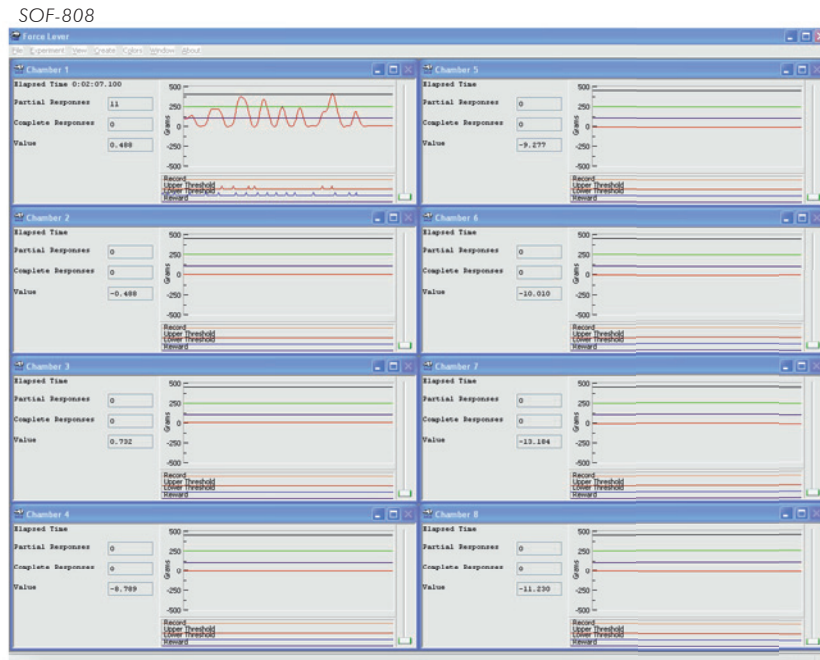 SOF-808
Force Lever
File Experiment View Create Colors Window About
Chamber 1
Elapsed Time 0:02:07.100
Partial Responses 11
Complete Responses 0
Value 0.488
500
250
0
-250
-500
Grams
Record
Upper Threshold
Lower Threshold
Reward
Chamber 5
Elapsed Time
Partial Responses 0
Complete Responses 0
Value -9.277
500
250
0
-250
-500
Grams
Record
Upper Threshold
Lower Threshold
Reward
Chamber 2
Elapsed Time
Partial Responses 0
Complete Responses 0
Value -0.488
500
250
0
-250
-500
Grams
Record
Upper Threshold
Lower Threshold
Reward
Chamber 6
Elapsed Time
Partial Responses 0
Complete Responses 0
Value -10.010
500
250
0
-250
-500
Grams
Record
Upper Threshold
Lower Threshold
Reward
Chamber 3
Elapsed Time
Partial Responses 0
Complete Responses 0
Value 0.732
500
250
0
-250
-500
Grams
Record
Upper Threshold
Lower Threshold
Reward
Chamber 7
Elapsed Time
Partial Responses 0
Complete Responses 0
Value -13.184
500
250
0
-250
-500
Grams
Record
Upper Threshold
Lower Threshold
Reward
Chamber 4
Elapsed Time
Partial Responses 0
Complete Responses 0
Value -8.789
500
250
0
-250
-500
Grams
Record
Upper Threshold
Lower Threshold
Reward
Chamber 8
Elapsed Time
Partial Responses 0
Complete Responses 0
Value -11.230
500
250
0
-250
-500
Grams
Record
Upper Threshold
Lower Threshold
Reward